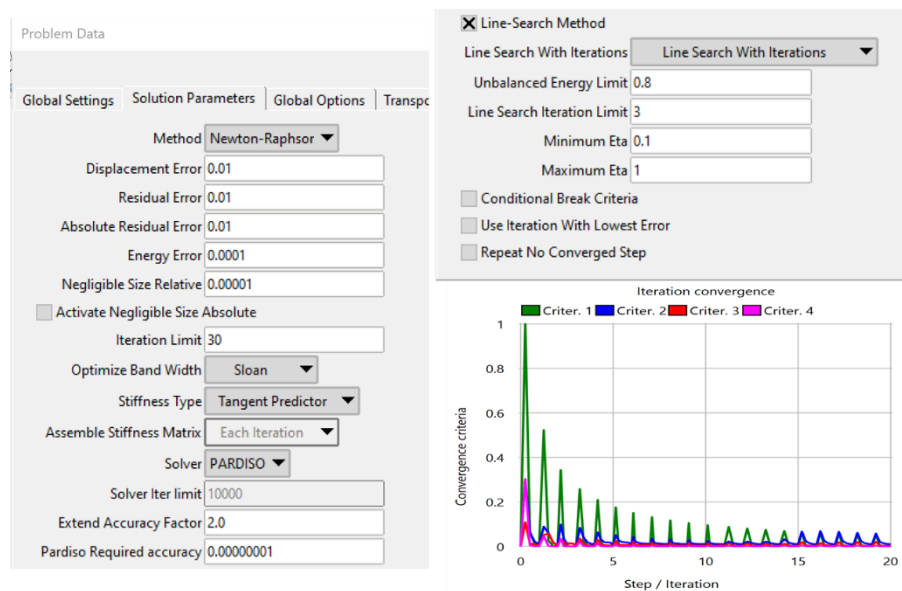 Problem Data
Global Settings Solution Parameters Global Options Transpo
Method Newton-Raphsor
Displacement Error 0.01
Residual Error 0.01
Absolute Residual Error 0.01
Energy Error 0.0001
Negligible Size Relative 0.00001
Activate Negligible Size Absolute
Iteration Limit 30
Optimize Band Width Sloan
Stiffness Type Tangent Predictor
Assemble Stiffness Matrix Each Iteration
Solver PARDISO
Solver Iter limit 10000
Extend Accuracy Factor 2.0
Pardiso Required accuracy 0.00000001
Line-Search Method
Line Search With Iterations Line Search With Iterations
Unbalanced Energy Limit 0.8
Line Search Iteration Limit 3
Minimum Eta 0.1
Maximum Eta 1
Conditional Break Criteria
Use Iteration With Lowest Error
Repeat No Converged Step
Iteration convergence
Criter. 1 Criter. 2 Criter. 3 Criter. 4
Convergence criteria
1
0.8
0.6
0.4
0.2
0
0 5 10 15 20
Step / Iteration